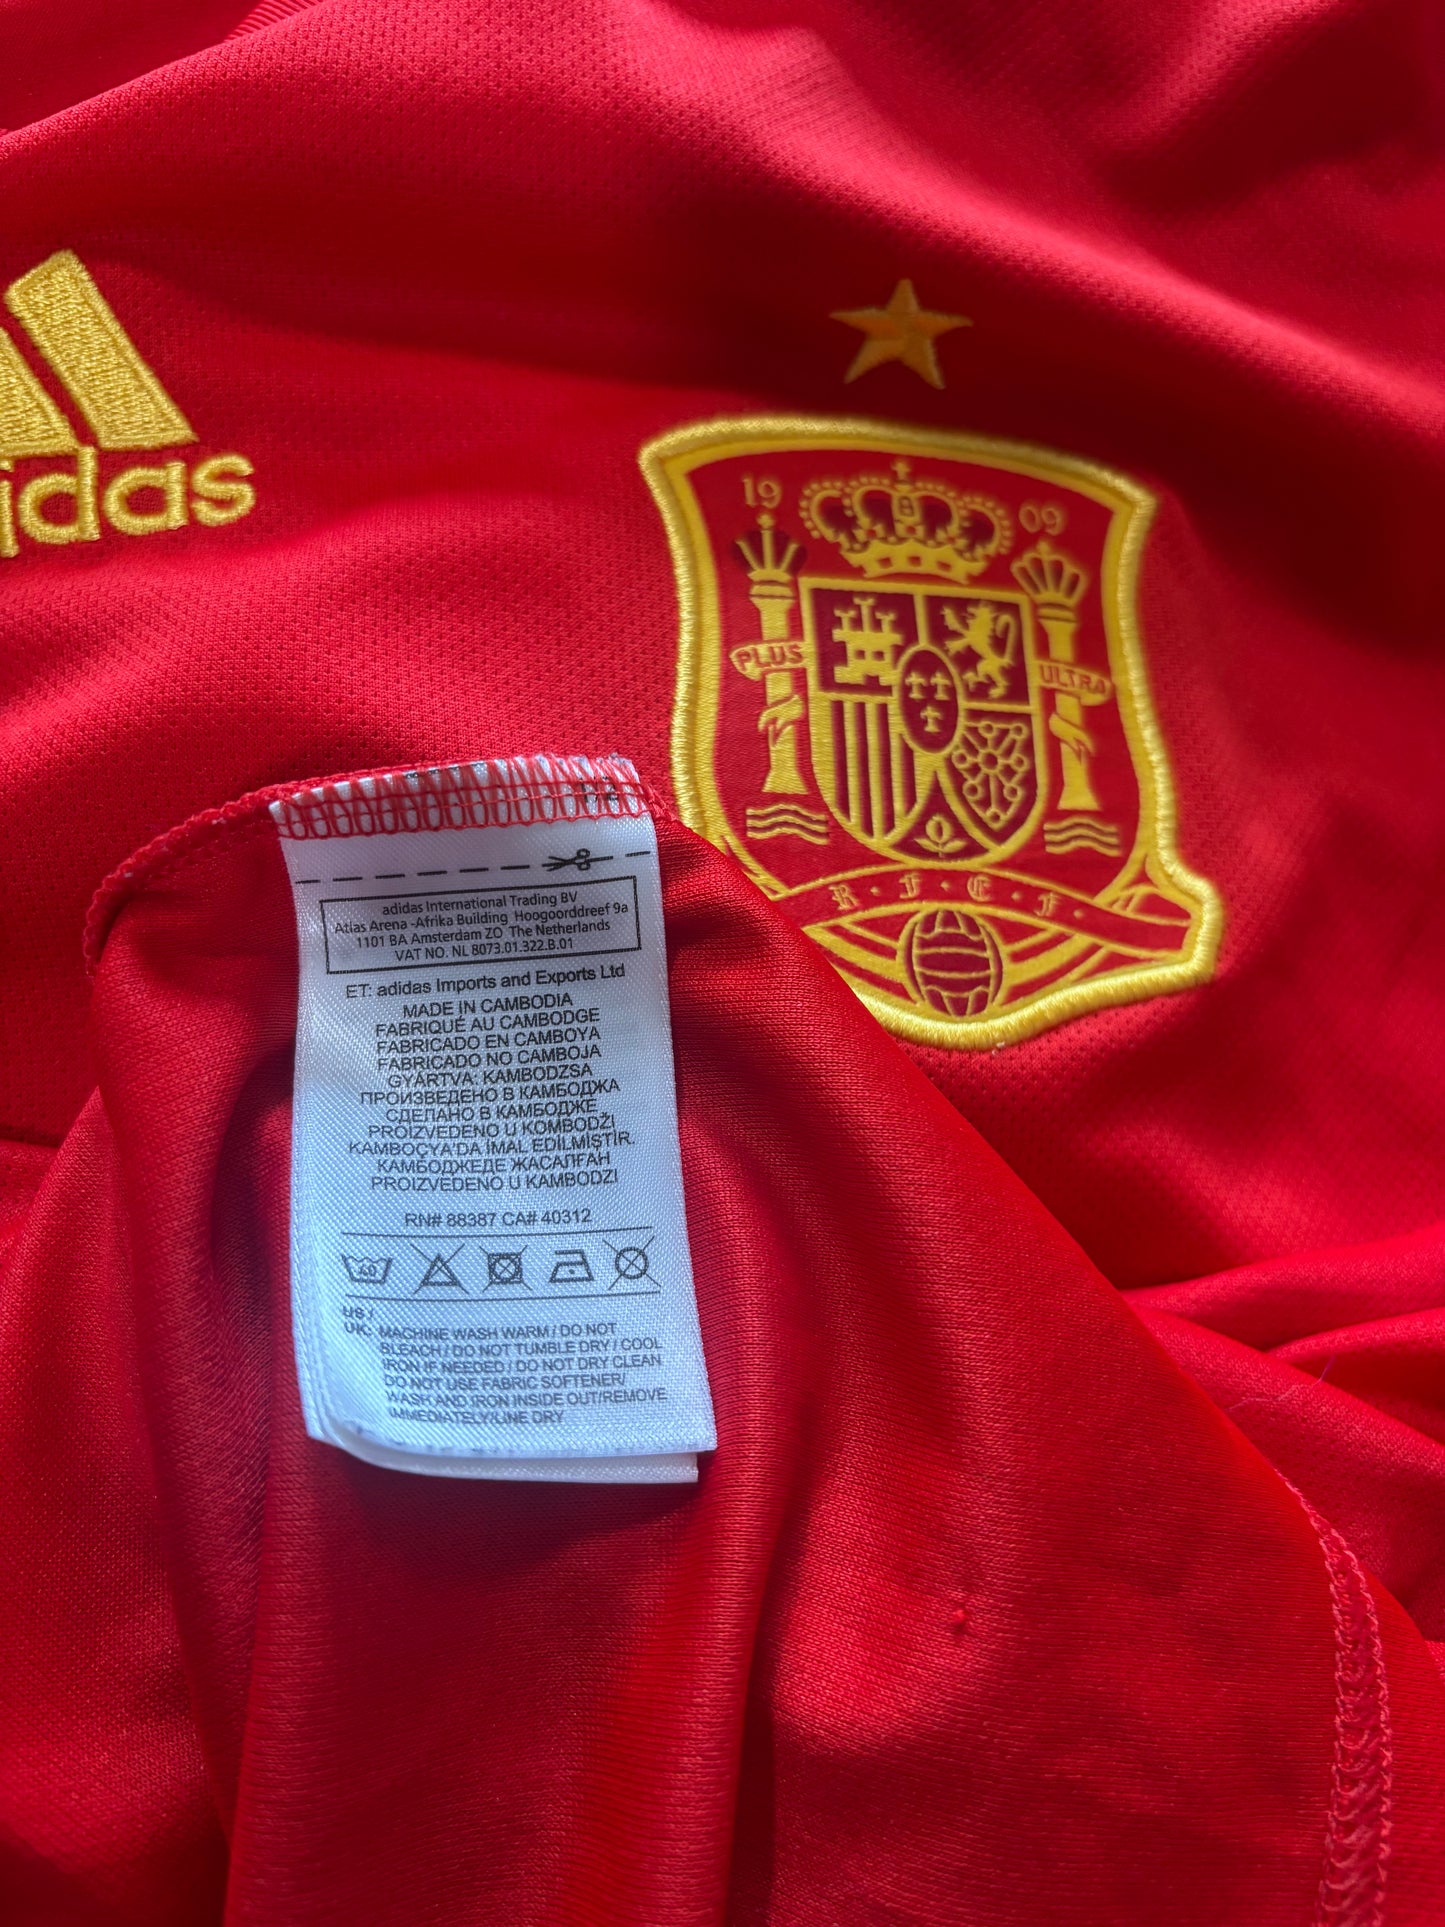 adidas
19 09
PLUS ULTRA
R·F·E·F·
adidas International Trading BV
Atlas Arena -Afrika Building Hoogoorddreef 9a
1101 BA Amsterdam ZO The Netherlands
VAT NO. NL 8073.01.322.B.01
ET: adidas Imports and Exports Ltd
MADE IN CAMBODIA
FABRIQUÉ AU CAMBODGE
FABRICADO EN CAMBOYA
FABRICADO NO CAMBOJA
GYÁRTVA: KAMBODZSA
ПРОИЗВЕДЕНО В КАМБОДЖА
СДЕЛАНО В КАМБОДЖЕ
PROIZVEDENO U KOMBODŽI
KAMBOÇYA'DA İMAL EDİLMİŞTİR.
КАМБОДЖЕДЕ ЖАСАЛҒАН
PROIZVEDENO U KAMBODZI
RN# 88387 CA# 40312
40
US /
UK: MACHINE WASH WARM / DO NOT
BLEACH / DO NOT TUMBLE DRY / COOL
IRON IF NEEDED / DO NOT DRY CLEAN
DO NOT USE FABRIC SOFTENER/
WASH AND IRON INSIDE OUT/REMOVE
IMMEDIATELY/LINE DRY